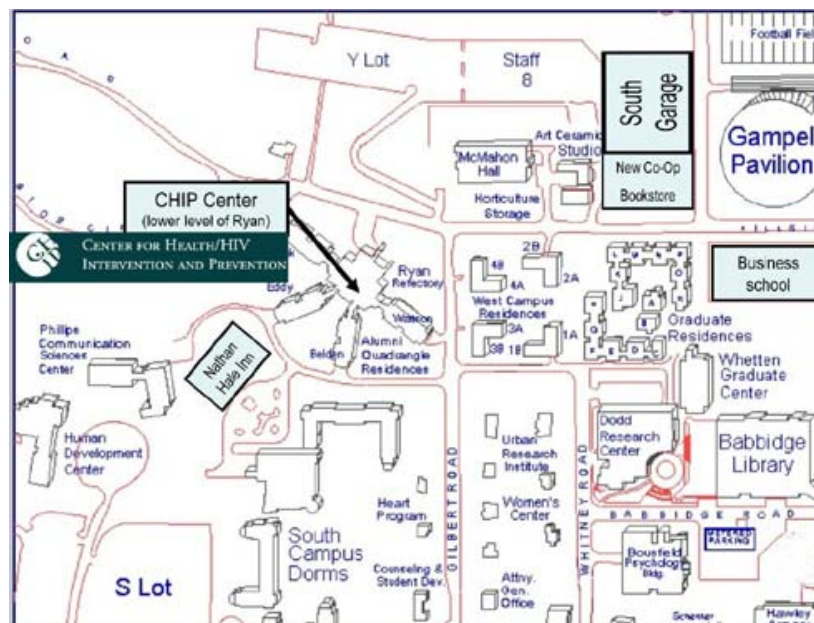 Football Fiel
Y Lot
Staff
8
South
Garage
Gampel
Pavilion
Art Ceramic
Studio
McMahon
Hall
New Co-Op
Bookstore
Horticulture
Storage
CHIP Center
(lower level of Ryan)
CENTER FOR HEALTH/HIV
INTERVENTION AND PREVENTION
Eddy
Ryan
Refectory
Watson
Belden
Alumni
Quadrangle
Residences
4B
4A
2B
2A
West Campus
Residences
3A
3B
1B
1A
Graduate
Residences
Business
school
Phillips
Communication
Sciences
Center
Nathan
Hale Inn
Whetten
Graduate
Center
Human
Development
Center
Dodd
Research
Center
Babbidge
Library
Urban
Research
Institute
Heart
Program
Women's
Center
GILBERT ROAD
WHITNEY ROAD
BABBIDGE ROAD
METERED
PARKING
South
Campus
Dorms
Bousfield
Psychology
Bldg.
S Lot
Counseling &
Student Dev.
Attny.
Gen.
Office
Hawley